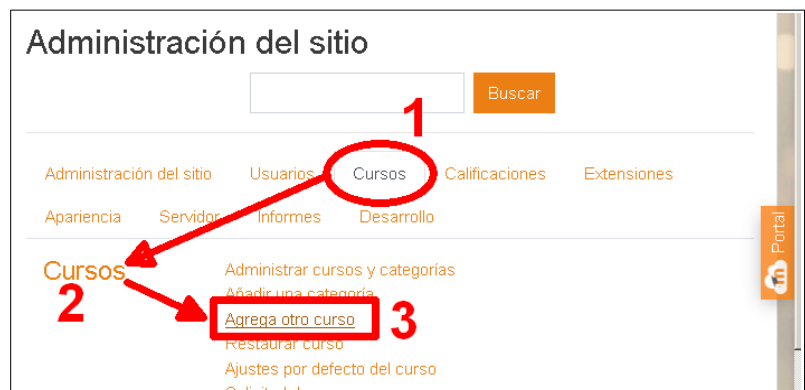 Administración del sitio
Buscar
1
Administración del sitio Usuarios Cursos Calificaciones Extensiones
Apariencia Servidor Informes Desarrollo
Portal
Cursos
2
Administrar cursos y categorías
Añadir una categoría
Agrega otro curso
3
Restaurar curso
Ajustes por defecto del curso